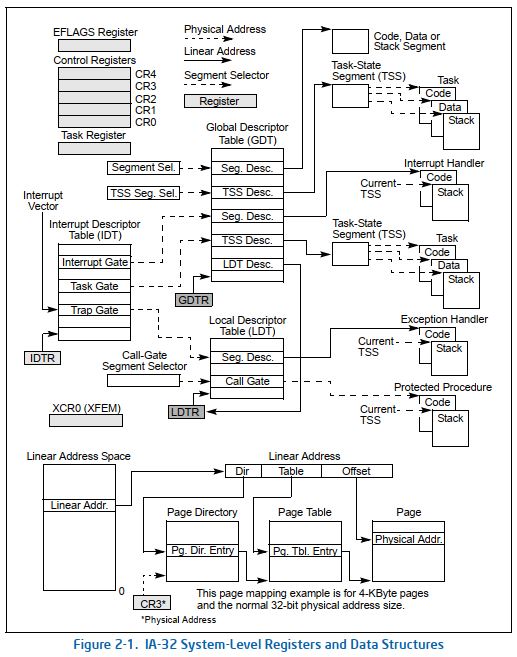 EFLAGS Register
Control Registers
CR4
CR3
CR2
CR1
CR0
Task Register
Physical Address
Linear Address
Segment Selector
Register
Code, Data or
Stack Segment
Task-State
Segment (TSS)
Task
Code
Data
Stack
Global Descriptor
Table (GDT)
Segment Sel.
Seg. Desc.
TSS Seg. Sel.
TSS Desc.
Interrupt Handler
Code
Current
TSS
Stack
Interrupt
Vector
Interrupt Descriptor
Table (IDT)
Seg. Desc.
Interrupt Gate
TSS Desc.
Task-State
Segment (TSS)
Task
Code
Data
Stack
Task Gate
LDT Desc.
Trap Gate
GDTR
IDTR
Local Descriptor
Table (LDT)
Exception Handler
Code
Current
TSS
Stack
Call-Gate
Segment Selector
Seg. Desc.
Call Gate
Protected Procedure
Code
Current
TSS
Stack
XCR0 (XFEM)
LDTR
Linear Address Space
Linear Address
Dir
Table
Offset
Linear Addr.
Page Directory
Page Table
Page
Physical Addr.
Pg. Dir. Entry
Pg. Tbl. Entry
0
CR3*
This page mapping example is for 4-KByte pages
and the normal 32-bit physical address size.
*Physical Address
Figure 2-1. IA-32 System-Level Registers and Data Structures